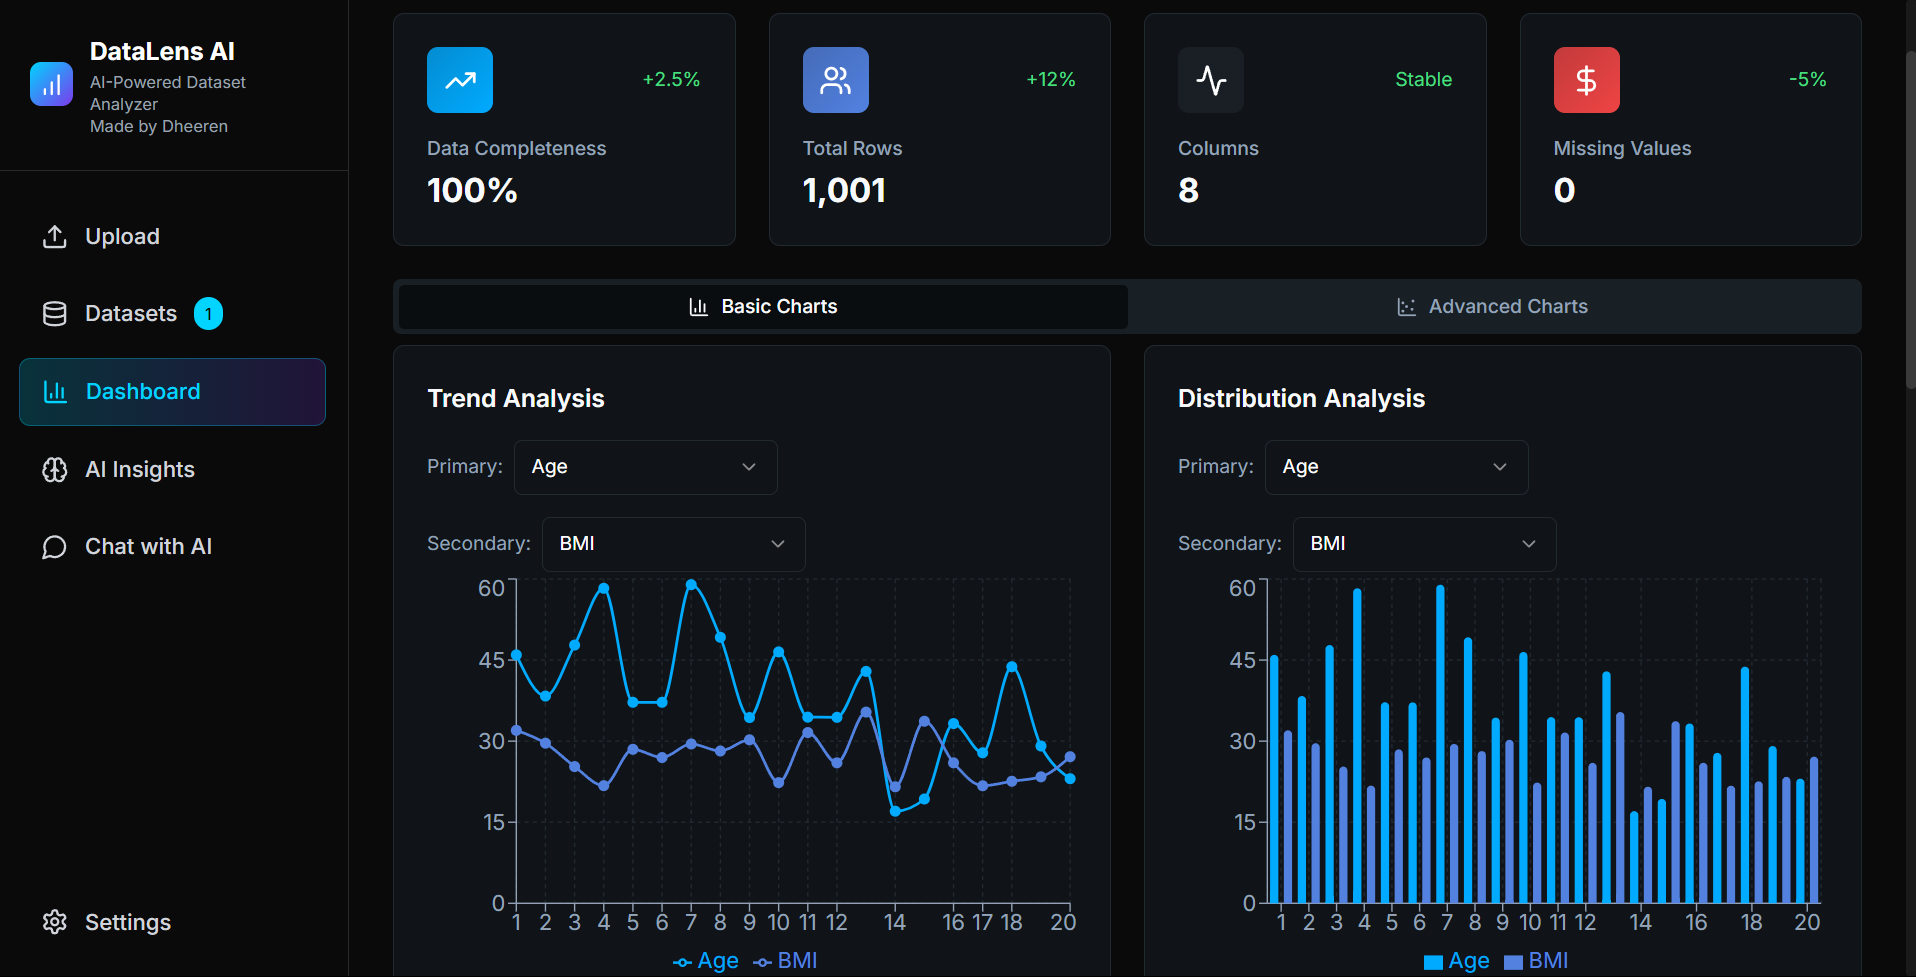 DataLens AI
AI-Powered Dataset
Analyzer
Made by Dheeren
Upload
Datasets 1
Dashboard
AI Insights
Chat with AI
Settings
+2.5%
Data Completeness
100%
+12%
Total Rows
1,001
Stable
Columns
8
-5%
Missing Values
0
Basic Charts
Advanced Charts
Trend Analysis
Primary: Age
Secondary: BMI
60
45
30
15
0
1 2 3 4 5 6 7 8 9 10 11 12 14 16 17 18 20
Age BMI
Distribution Analysis
Primary: Age
Secondary: BMI
60
45
30
15
0
1 2 3 4 5 6 7 8 9 10 11 12 14 16 18 20
Age BMI